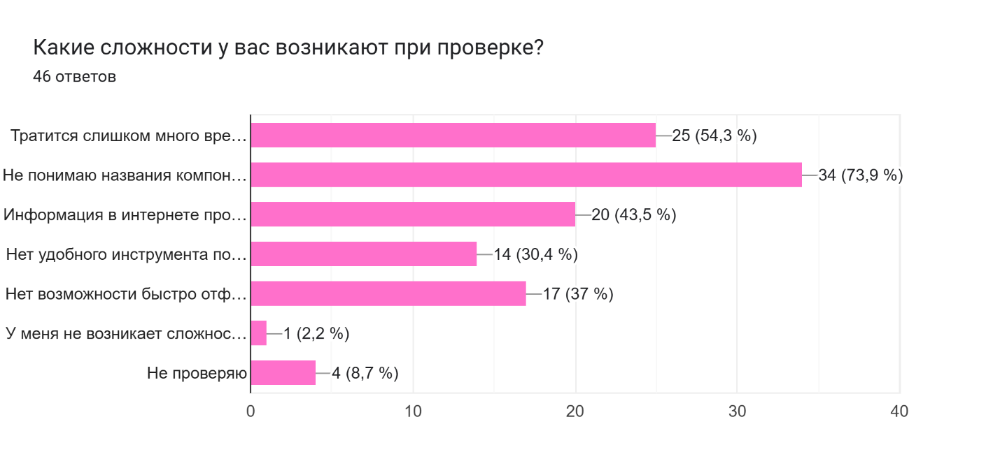 Какие сложности у вас возникают при проверке?
46 ответов
Тратится слишком много вре…
25 (54,3 %)
Не понимаю названия компон…
34 (73,9 %)
Информация в интернете про…
20 (43,5 %)
Нет удобного инструмента по…
14 (30,4 %)
Нет возможности быстро отф…
17 (37 %)
У меня не возникает сложнос…
1 (2,2 %)
Не проверяю
4 (8,7 %)
0 10 20 30 40